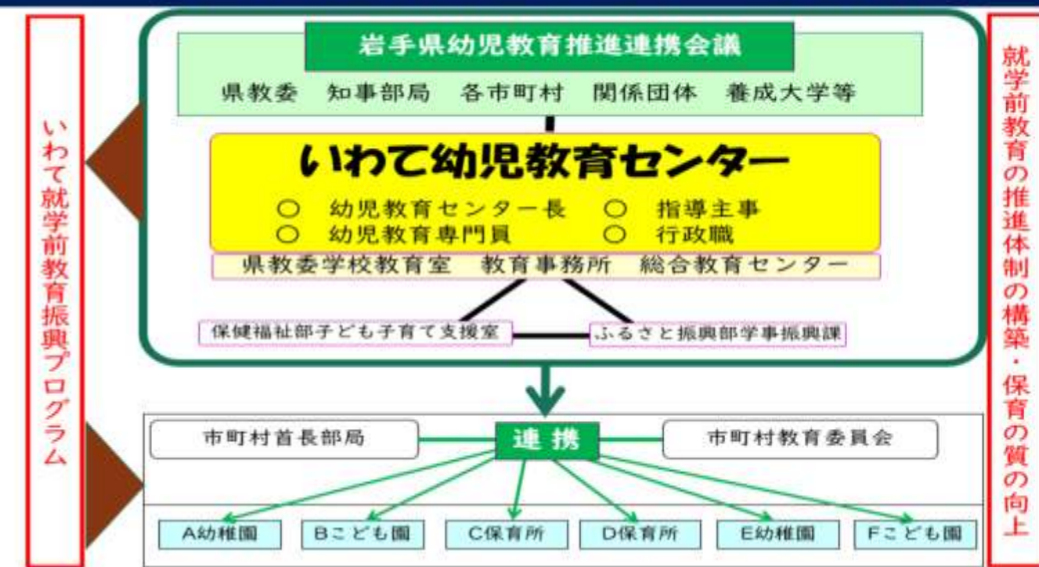 岩手県幼児教育推進連携会議
県教委 知事部局 各市町村 関係団体 養成大学等
いわて幼児教育センター
○ 幼児教育センター長 ○ 指導主事
○ 幼児教育専門員 ○ 行政職
県教委学校教育室 教育事務所 総合教育センター
保健福祉部子ども子育て支援室 ふるさと振興部学事振興課
市町村首長部局 連携 市町村教育委員会
A幼稚園 Bこども園 C保育所 D保育所 E幼稚園 Fこども園
いわて就学前教育振興プログラム
就学前教育の推進体制の構築・保育の質の向上